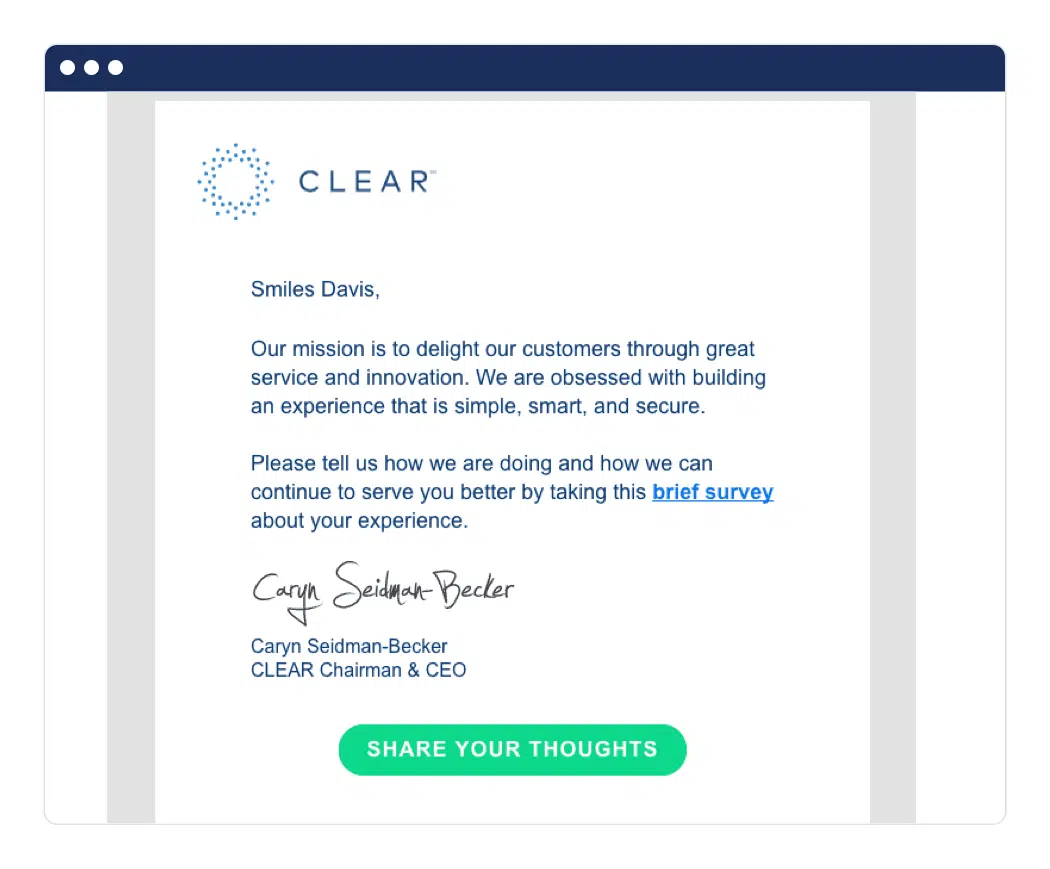 CLEAR
Smiles Davis,
Our mission is to delight our customers through great
service and innovation. We are obsessed with building
an experience that is simple, smart, and secure.
Please tell us how we are doing and how we can
continue to serve you better by taking this brief survey
about your experience.
Caryn Seidman-Becker
Caryn Seidman-Becker
CLEAR Chairman & CEO
SHARE YOUR THOUGHTS